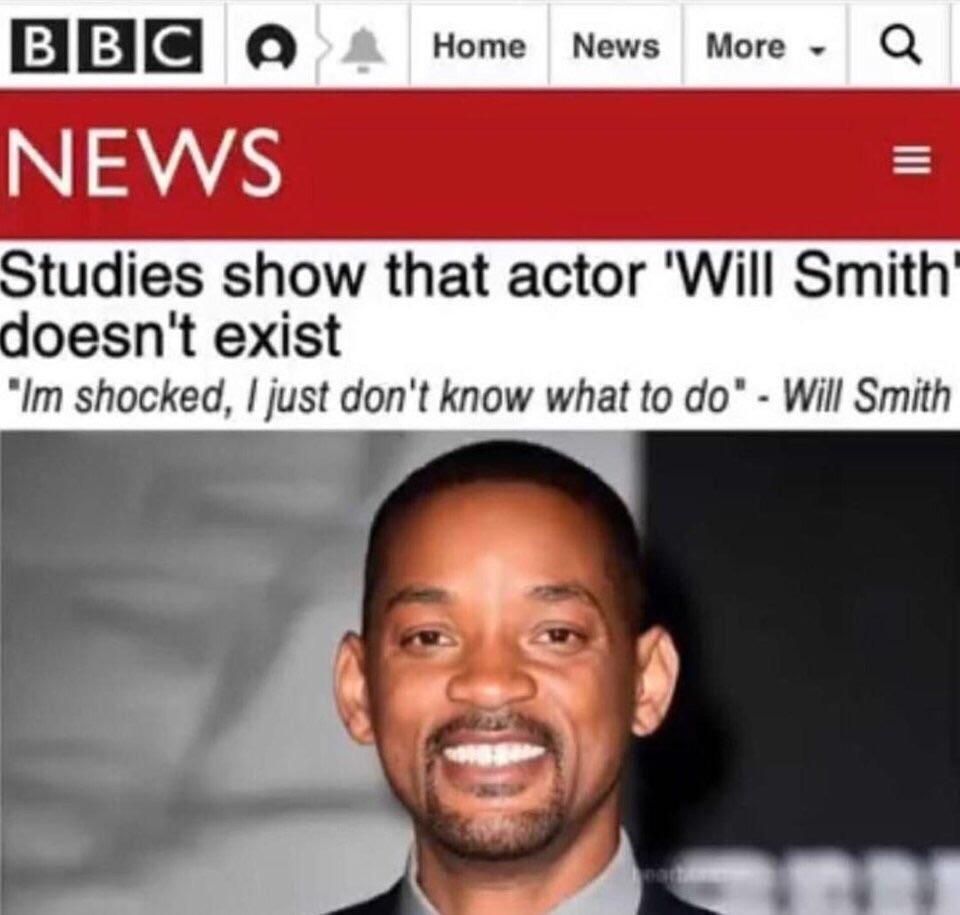 BBC Home News More
NEWS
Studies show that actor 'Will Smith'
doesn't exist
"Im shocked, I just don't know what to do" - Will Smith